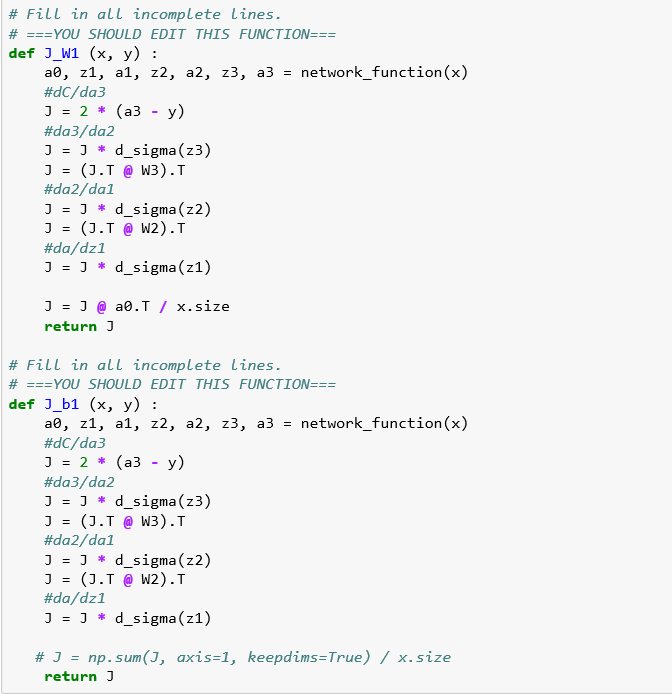 # Fill in all incomplete lines.
# ===YOU SHOULD EDIT THIS FUNCTION===
def J_W1 (x, y) :
    a0, z1, a1, z2, a2, z3, a3 = network_function(x)
    #dC/da3
    J = 2 * (a3 - y)
    #da3/da2
    J = J * d_sigma(z3)
    J = (J.T @ W3).T
    #da2/da1
    J = J * d_sigma(z2)
    J = (J.T @ W2).T
    #da/dz1
    J = J * d_sigma(z1)

    J = J @ a0.T / x.size
    return J

# Fill in all incomplete lines.
# ===YOU SHOULD EDIT THIS FUNCTION===
def J_b1 (x, y) :
    a0, z1, a1, z2, a2, z3, a3 = network_function(x)
    #dC/da3
    J = 2 * (a3 - y)
    #da3/da2
    J = J * d_sigma(z3)
    J = (J.T @ W3).T
    #da2/da1
    J = J * d_sigma(z2)
    J = (J.T @ W2).T
    #da/dz1
    J = J * d_sigma(z1)

   # J = np.sum(J, axis=1, keepdims=True) / x.size
    return J